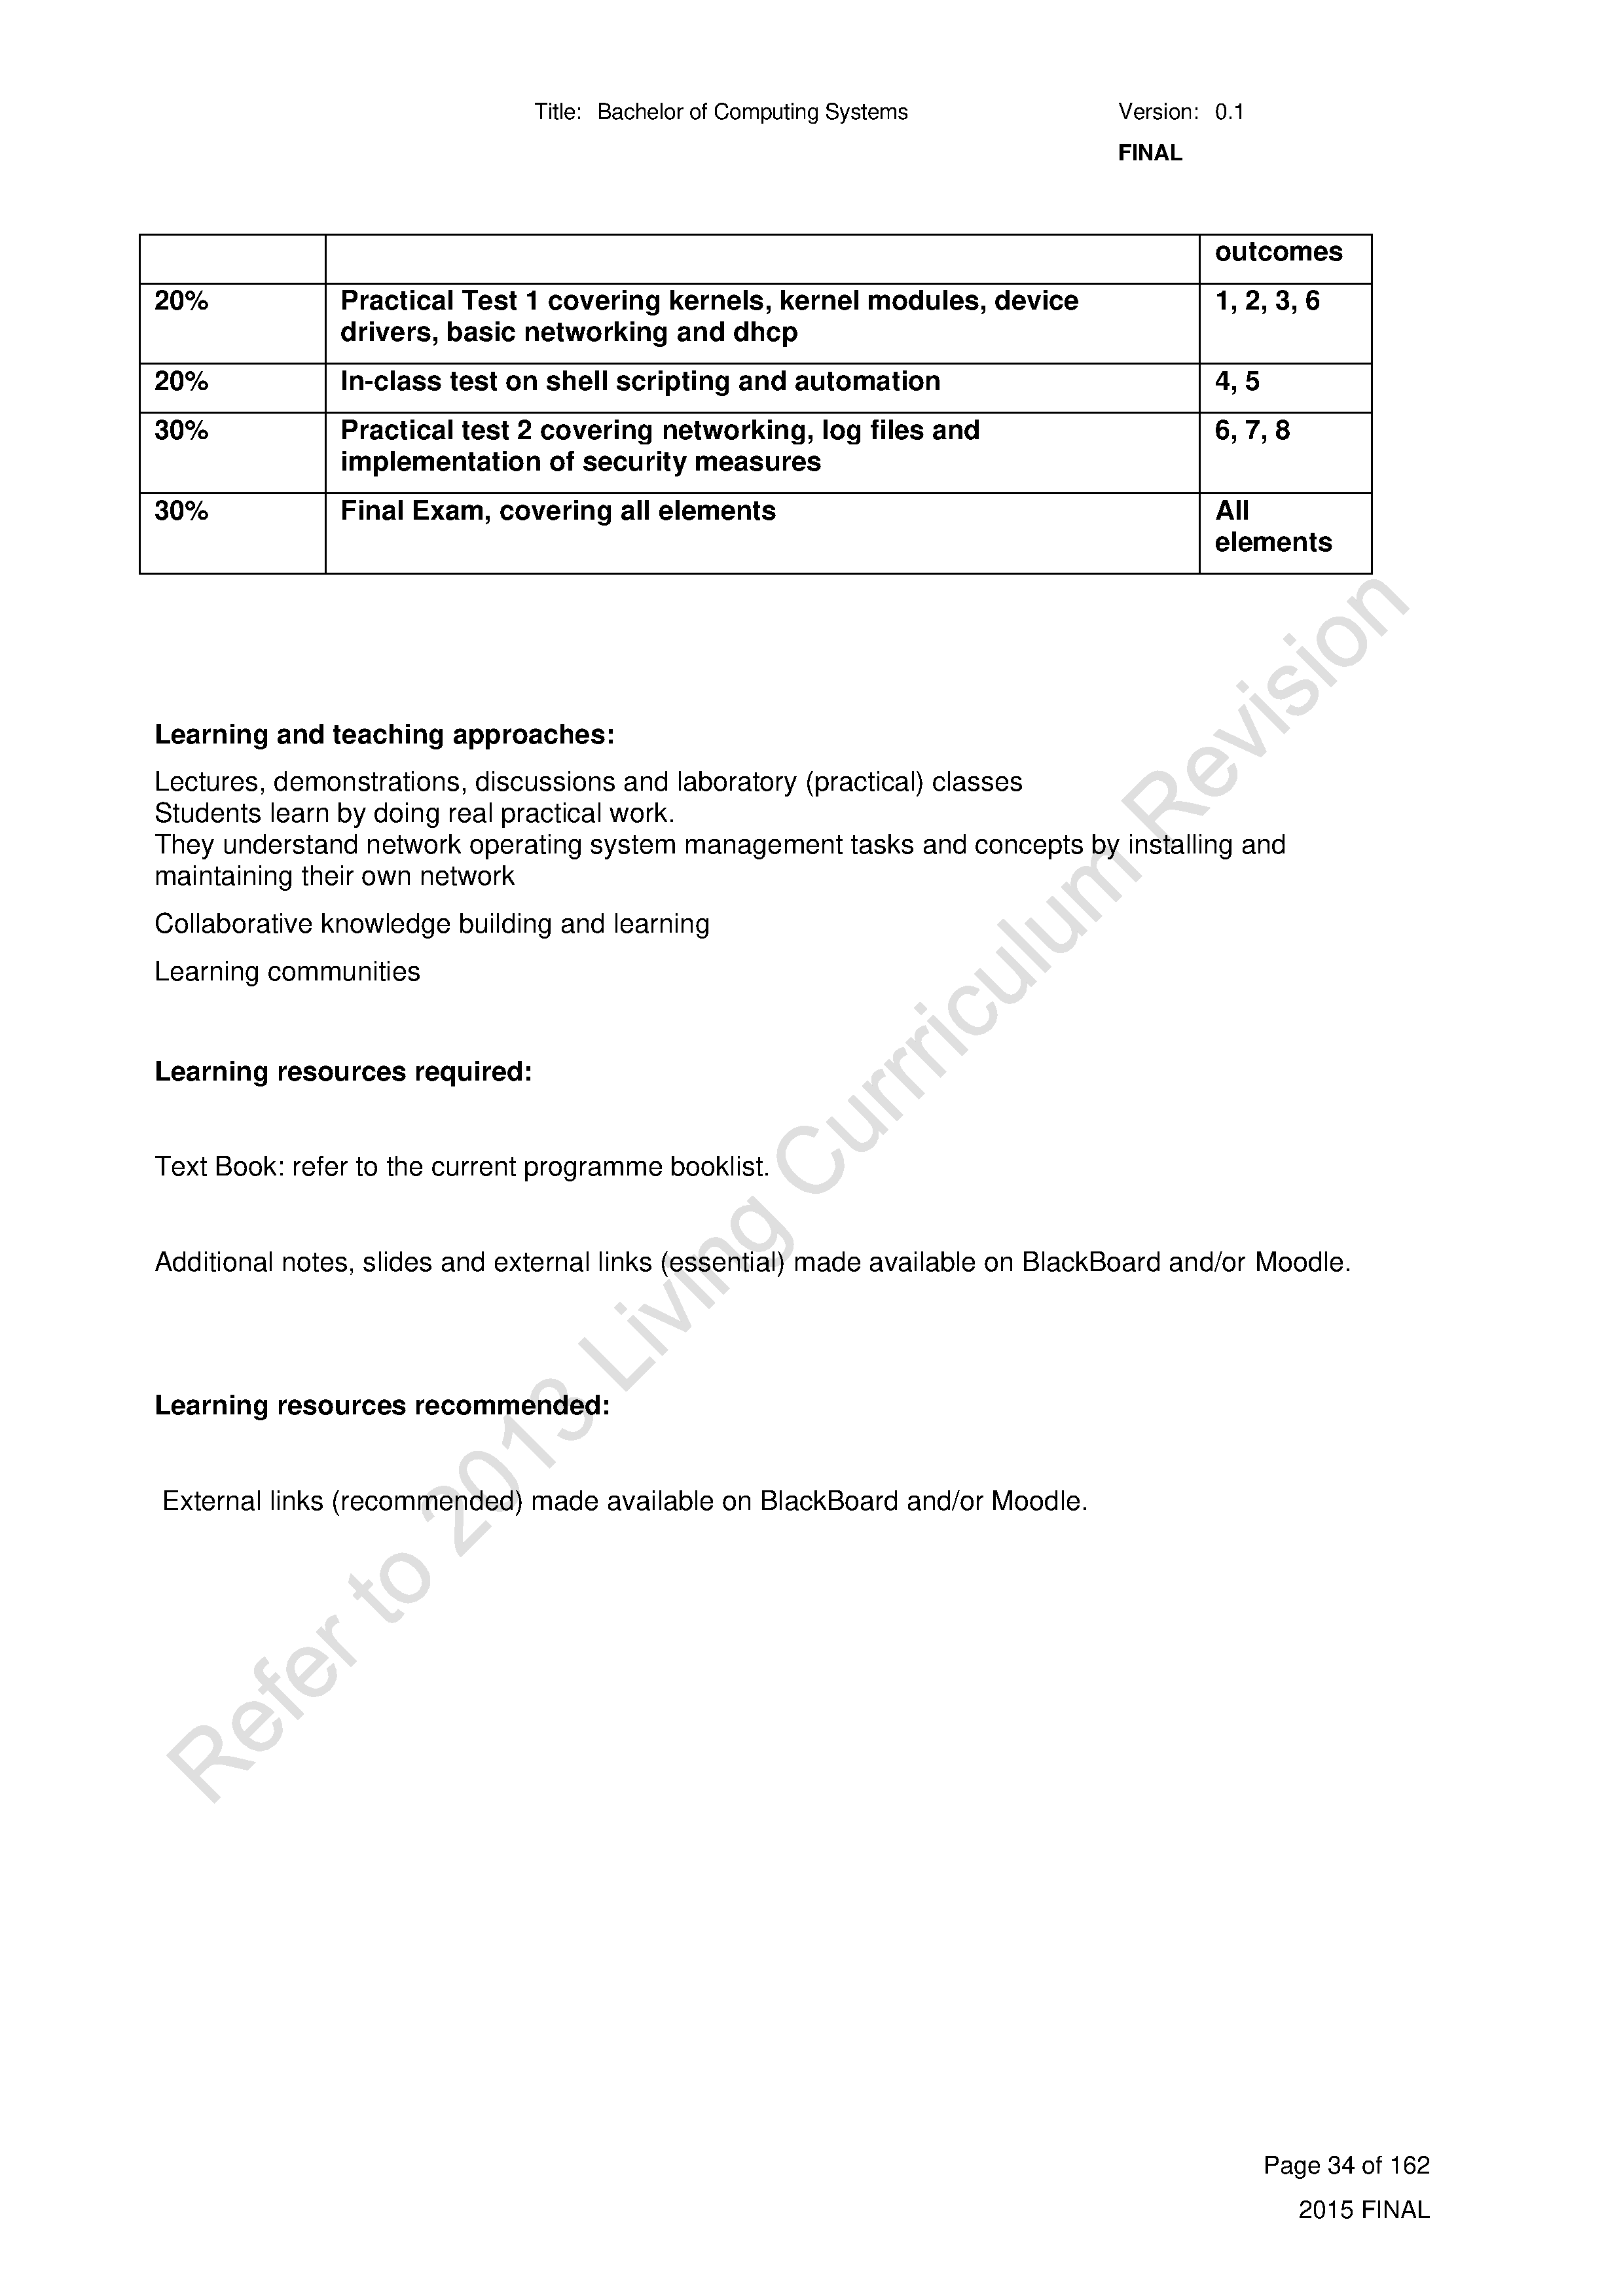 Title: Bachelor of Computing Systems Version: 0.1
FINAL
outcomes
20% Practical Test 1 covering kernels, kernel modules, device 1, 2, 3, 6
drivers, basic networking and dhcp
20% In-class test on shell scripting and automation 4, 5
30% Practical test 2 covering networking, log files and 6, 7, 8
implementation of security measures
30% Final Exam, covering all elements All
elements
Learning and teaching approaches:
Lectures, demonstrations, discussions and laboratory (practical) classes
Students learn by doing real practical work.
They understand network operating system management tasks and concepts by installing and
maintaining their own network
Collaborative knowledge building and learning
Learning communities
Learning resources required:
Text Book: refer to the current programme booklist.
Additional notes, slides and external links (essential) made available on BlackBoard and/or Moodle.
Learning resources recommended:
External links (recommended) made available on BlackBoard and/or Moodle.
Refer to 2013 Living Curriculum Revision
Page 34 of 162
2015 FINAL